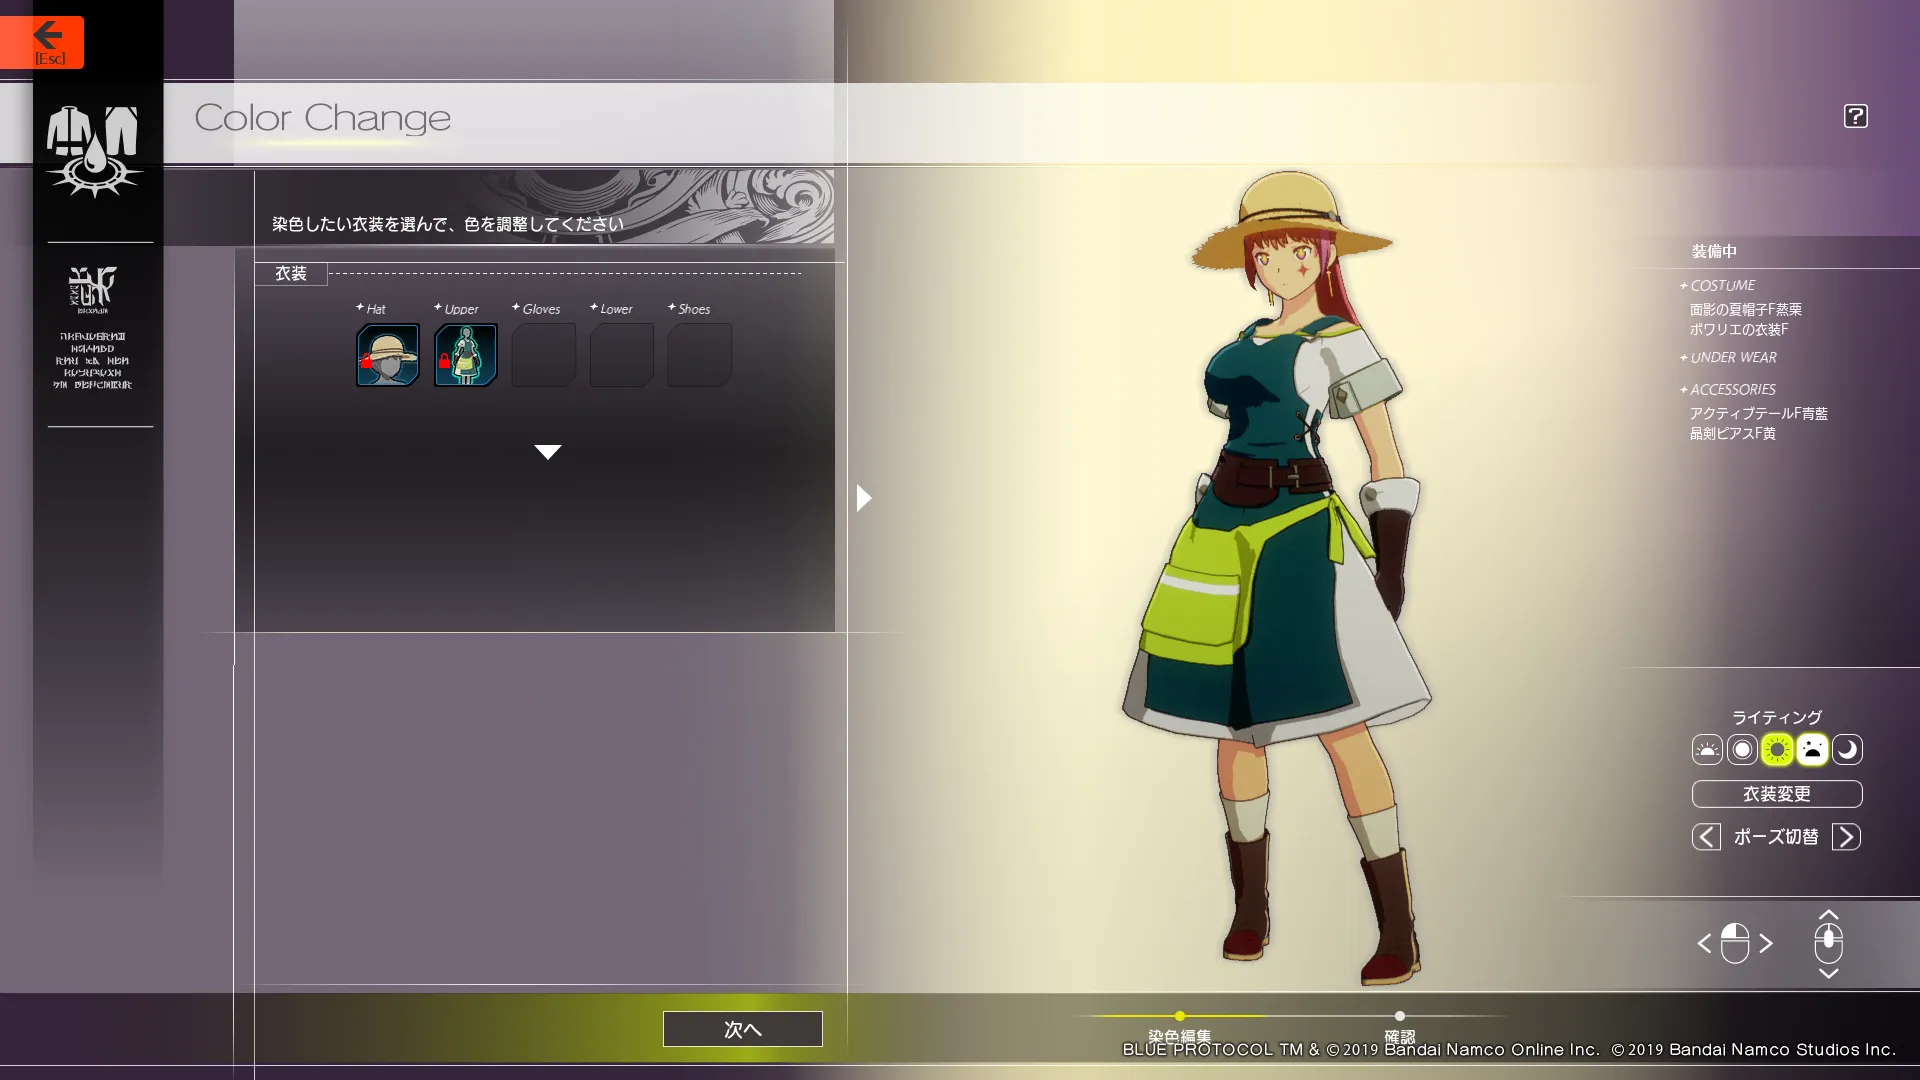 [Esc]
Color Change
?
染色したい衣装を選んで、色を調整してください
衣装
Hat
Upper
Gloves
Lower
Shoes
装備中
COSTUME
面影の夏帽子F蒸栗
ポワリエの衣装F
UNDER WEAR
ACCESSORIES
アクティブテールF青藍
晶剣ピアスF黄
ライティング
衣装変更
ポーズ切替
次へ
染色編集
確認
BLUE PROTOCOL TM & ©2019 Bandai Namco Online Inc. ©2019 Bandai Namco Studios Inc.